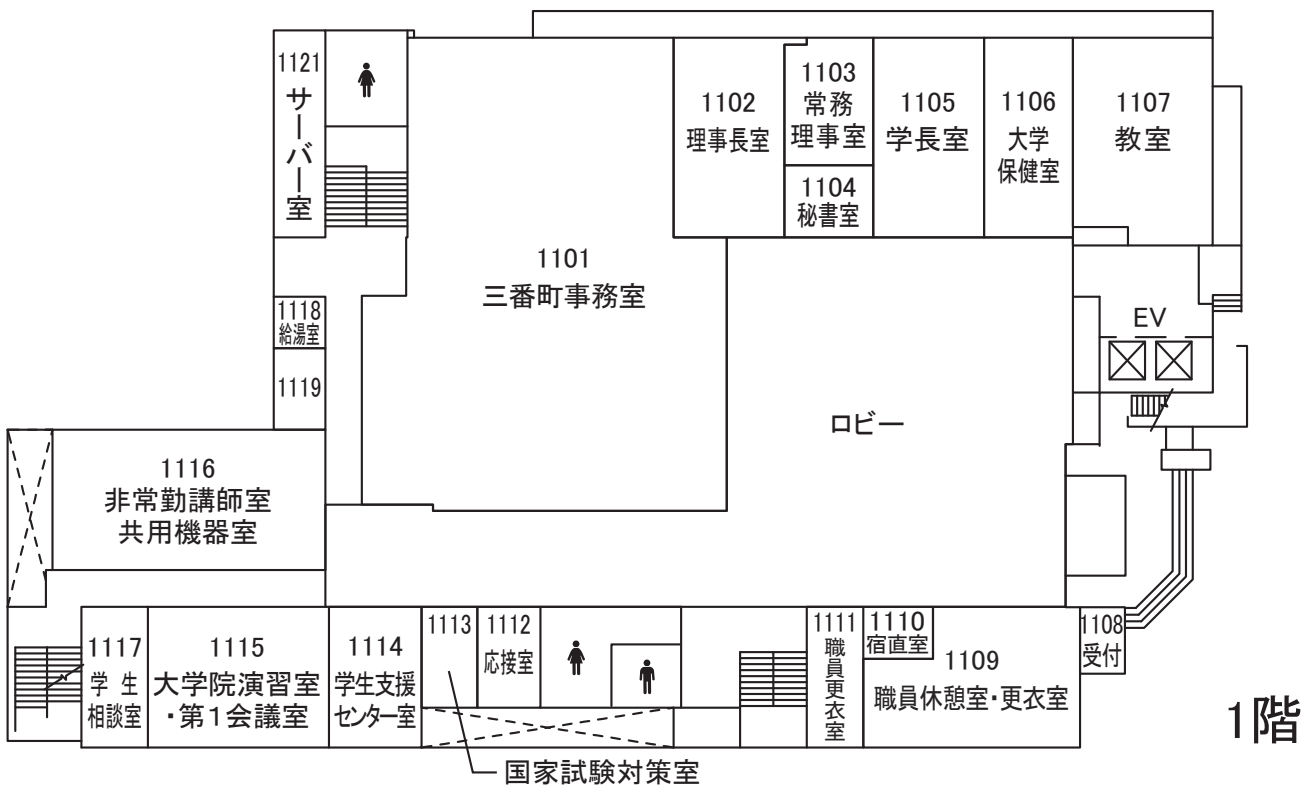 1121
サーバー室
1101
三番町事務室
1102
理事長室
1103
常務
理事室
1104
秘書室
1105
学長室
1106
大学
保健室
1107
教室
1118
給湯室
1119
EV
ロビー
1116
非常勤講師室
共用機器室
1117
学生
相談室
1115
大学院演習室
・第1会議室
1114
学生支援
センター室
1113
国家試験対策室
1112
応接室
1111
職員更衣室
1110
宿直室
1109
職員休憩室・更衣室
1108
受付
1階